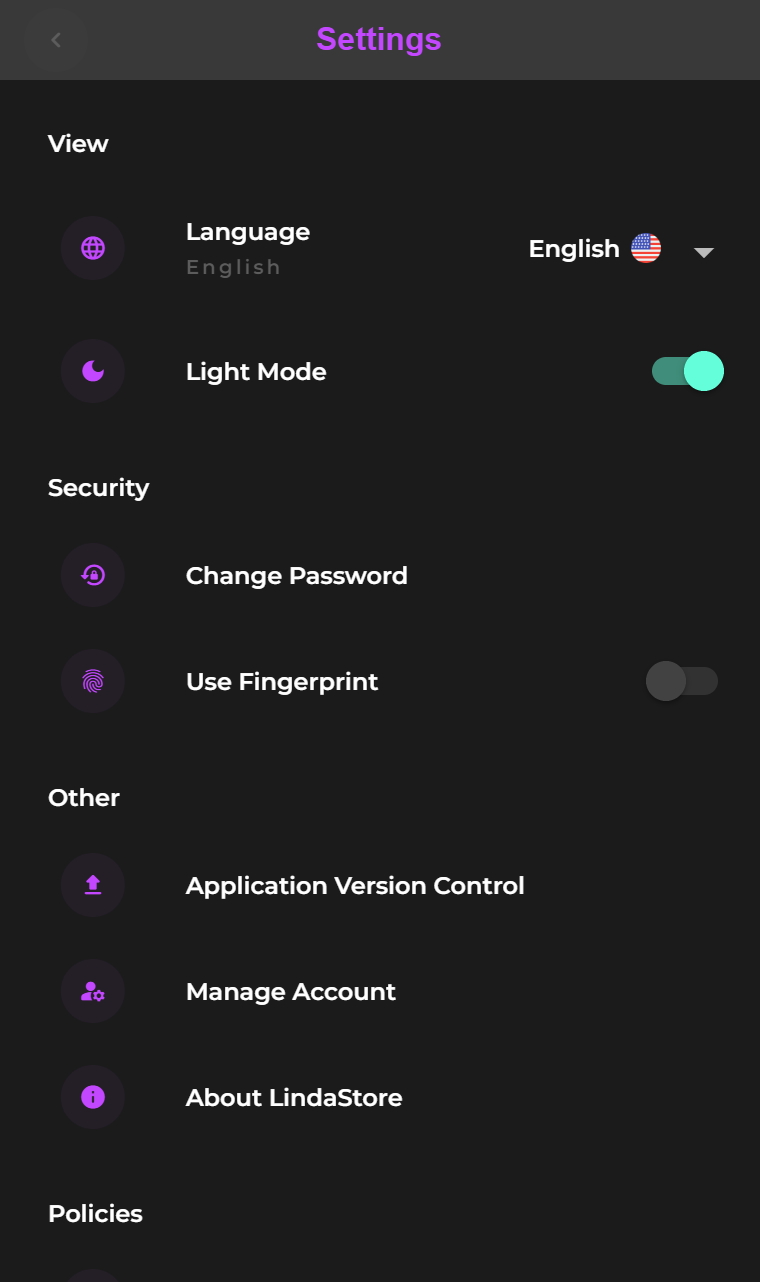 Settings
View
Language
English
English
Light Mode
Security
Change Password
Use Fingerprint
Other
Application Version Control
Manage Account
About LindaStore
Policies